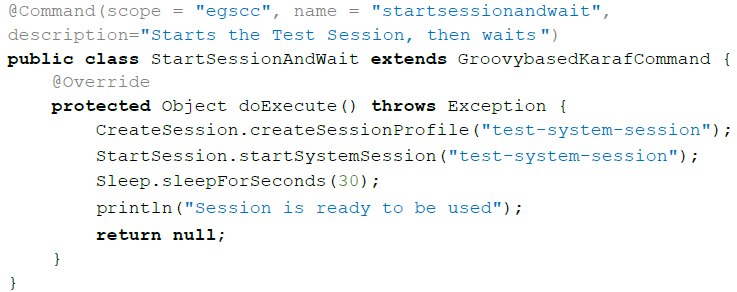 @Command(scope = "egscc", name = "startsessionandwait",
description="Starts the Test Session, then waits")
public class StartSessionAndWait extends GroovybasedKarafCommand {
    @Override
    protected Object doExecute() throws Exception {
        CreateSession.createSessionProfile("test-system-session");
        StartSession.startSystemSession("test-system-session");
        Sleep.sleepForSeconds(30);
        println("Session is ready to be used");
        return null;
    }
}